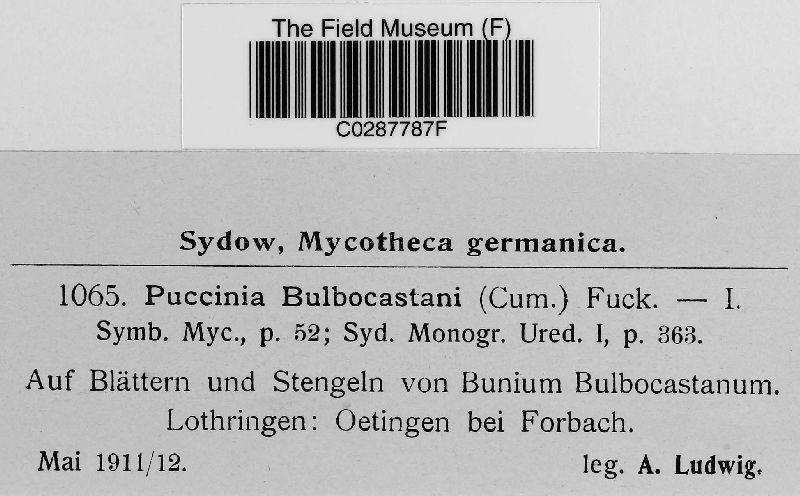 The Field Museum (F)
C0287787F
Sydow, Mycotheca germanica.
1065. Puccinia Bulbocastani (Cum.) Fuck. — I.
Symb. Myc., p. 52; Syd. Monogr. Ured. I, p. 363.
Auf Blättern und Stengeln von Bunium Bulbocastanum.
Lothringen: Oetingen bei Forbach.
Mai 1911/12. leg. A. Ludwig.